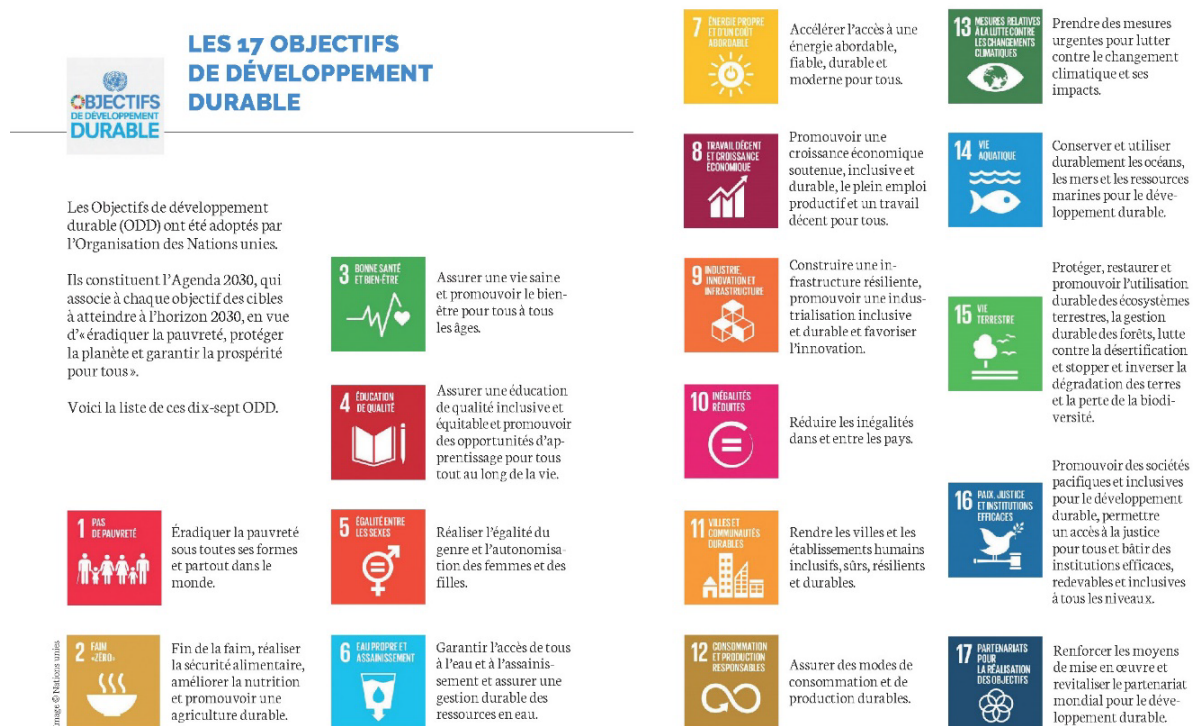 LES 17 OBJECTIFS
DE DÉVELOPPEMENT
DURABLE
OBJECTIFS
DE DÉVELOPPEMENT
DURABLE
Les Objectifs de développement
durable (ODD) ont été adoptés par
l'Organisation des Nations unies.
Ils constituent l'Agenda 2030, qui
associe à chaque objectif des cibles
à atteindre à l'horizon 2030, en vue
d'« éradiquer la pauvreté, protéger
la planète et garantir la prospérité
pour tous ».
Voici la liste de ces dix-sept ODD.
1 PAS
DE PAUVRETÉ
Éradiquer la pauvreté
sous toutes ses formes
et partout dans le
monde.
2 FAIM
«ZÉRO»
Fin de la faim, réaliser
la sécurité alimentaire,
améliorer la nutrition
et promouvoir une
agriculture durable.
Image © Nations unies
3 BONNE SANTÉ
ET BIEN-ÊTRE
Assurer une vie saine
et promouvoir le bien-
être pour tous à tous
les âges.
4 ÉDUCATION
DE QUALITÉ
Assurer une éducation
de qualité inclusive et
équitable et promouvoir
des opportunités d'ap-
prentissage pour tous
tout au long de la vie.
5 ÉGALITÉ ENTRE
LES SEXES
Réaliser l'égalité du
genre et l'autonomisa-
tion des femmes et des
filles.
6 EAU PROPRE ET
ASSAINISSEMENT
Garantir l'accès de tous
à l'eau et à l'assainis-
sement et assurer une
gestion durable des
ressources en eau.
7 ÉNERGIE PROPRE
ET D'UN COÛT
ABORDABLE
Accélérer l'accès à une
énergie abordable,
fiable, durable et
moderne pour tous.
8 TRAVAIL DÉCENT
ET CROISSANCE
ÉCONOMIQUE
Promouvoir une
croissance économique
soutenue, inclusive et
durable, le plein emploi
productif et un travail
décent pour tous.
9 INDUSTRIE,
INNOVATION ET
INFRASTRUCTURE
Construire une in-
frastructure résiliente,
promouvoir une indus-
trialisation inclusive
et durable et favoriser
l'innovation.
10 INÉGALITÉS
RÉDUITES
Réduire les inégalités
dans et entre les pays.
11 VILLES ET
COMMUNAUTÉS
DURABLES
Rendre les villes et les
établissements humains
inclusifs, sûrs, résilients
et durables.
12 CONSOMMATION
ET PRODUCTION
RESPONSABLES
Assurer des modes de
consommation et de
production durables.
13 MESURES RELATIVES
À LA LUTTE CONTRE
LES CHANGEMENTS
CLIMATIQUES
Prendre des mesures
urgentes pour lutter
contre le changement
climatique et ses
impacts.
14 VIE
AQUATIQUE
Conserver et utiliser
durablement les océans,
les mers et les ressources
marines pour le déve-
loppement durable.
15 VIE
TERRESTRE
Protéger, restaurer et
promouvoir l'utilisation
durable des écosystèmes
terrestres, la gestion
durable des forêts, lutte
contre la désertification
et stopper et inverser la
dégradation des terres
et la perte de la biodi-
versité.
16 PAIX, JUSTICE
ET INSTITUTIONS
EFFICACES
Promouvoir des sociétés
pacifiques et inclusives
pour le développement
durable, permettre
un accès à la justice
pour tous et bâtir des
institutions efficaces,
redevables et inclusives
à tous les niveaux.
17 PARTENARIATS
POUR
LA RÉALISATION
DES OBJECTIFS
Renforcer les moyens
de mise en œuvre et
revitaliser le partenariat
mondial pour le déve-
loppement durable.